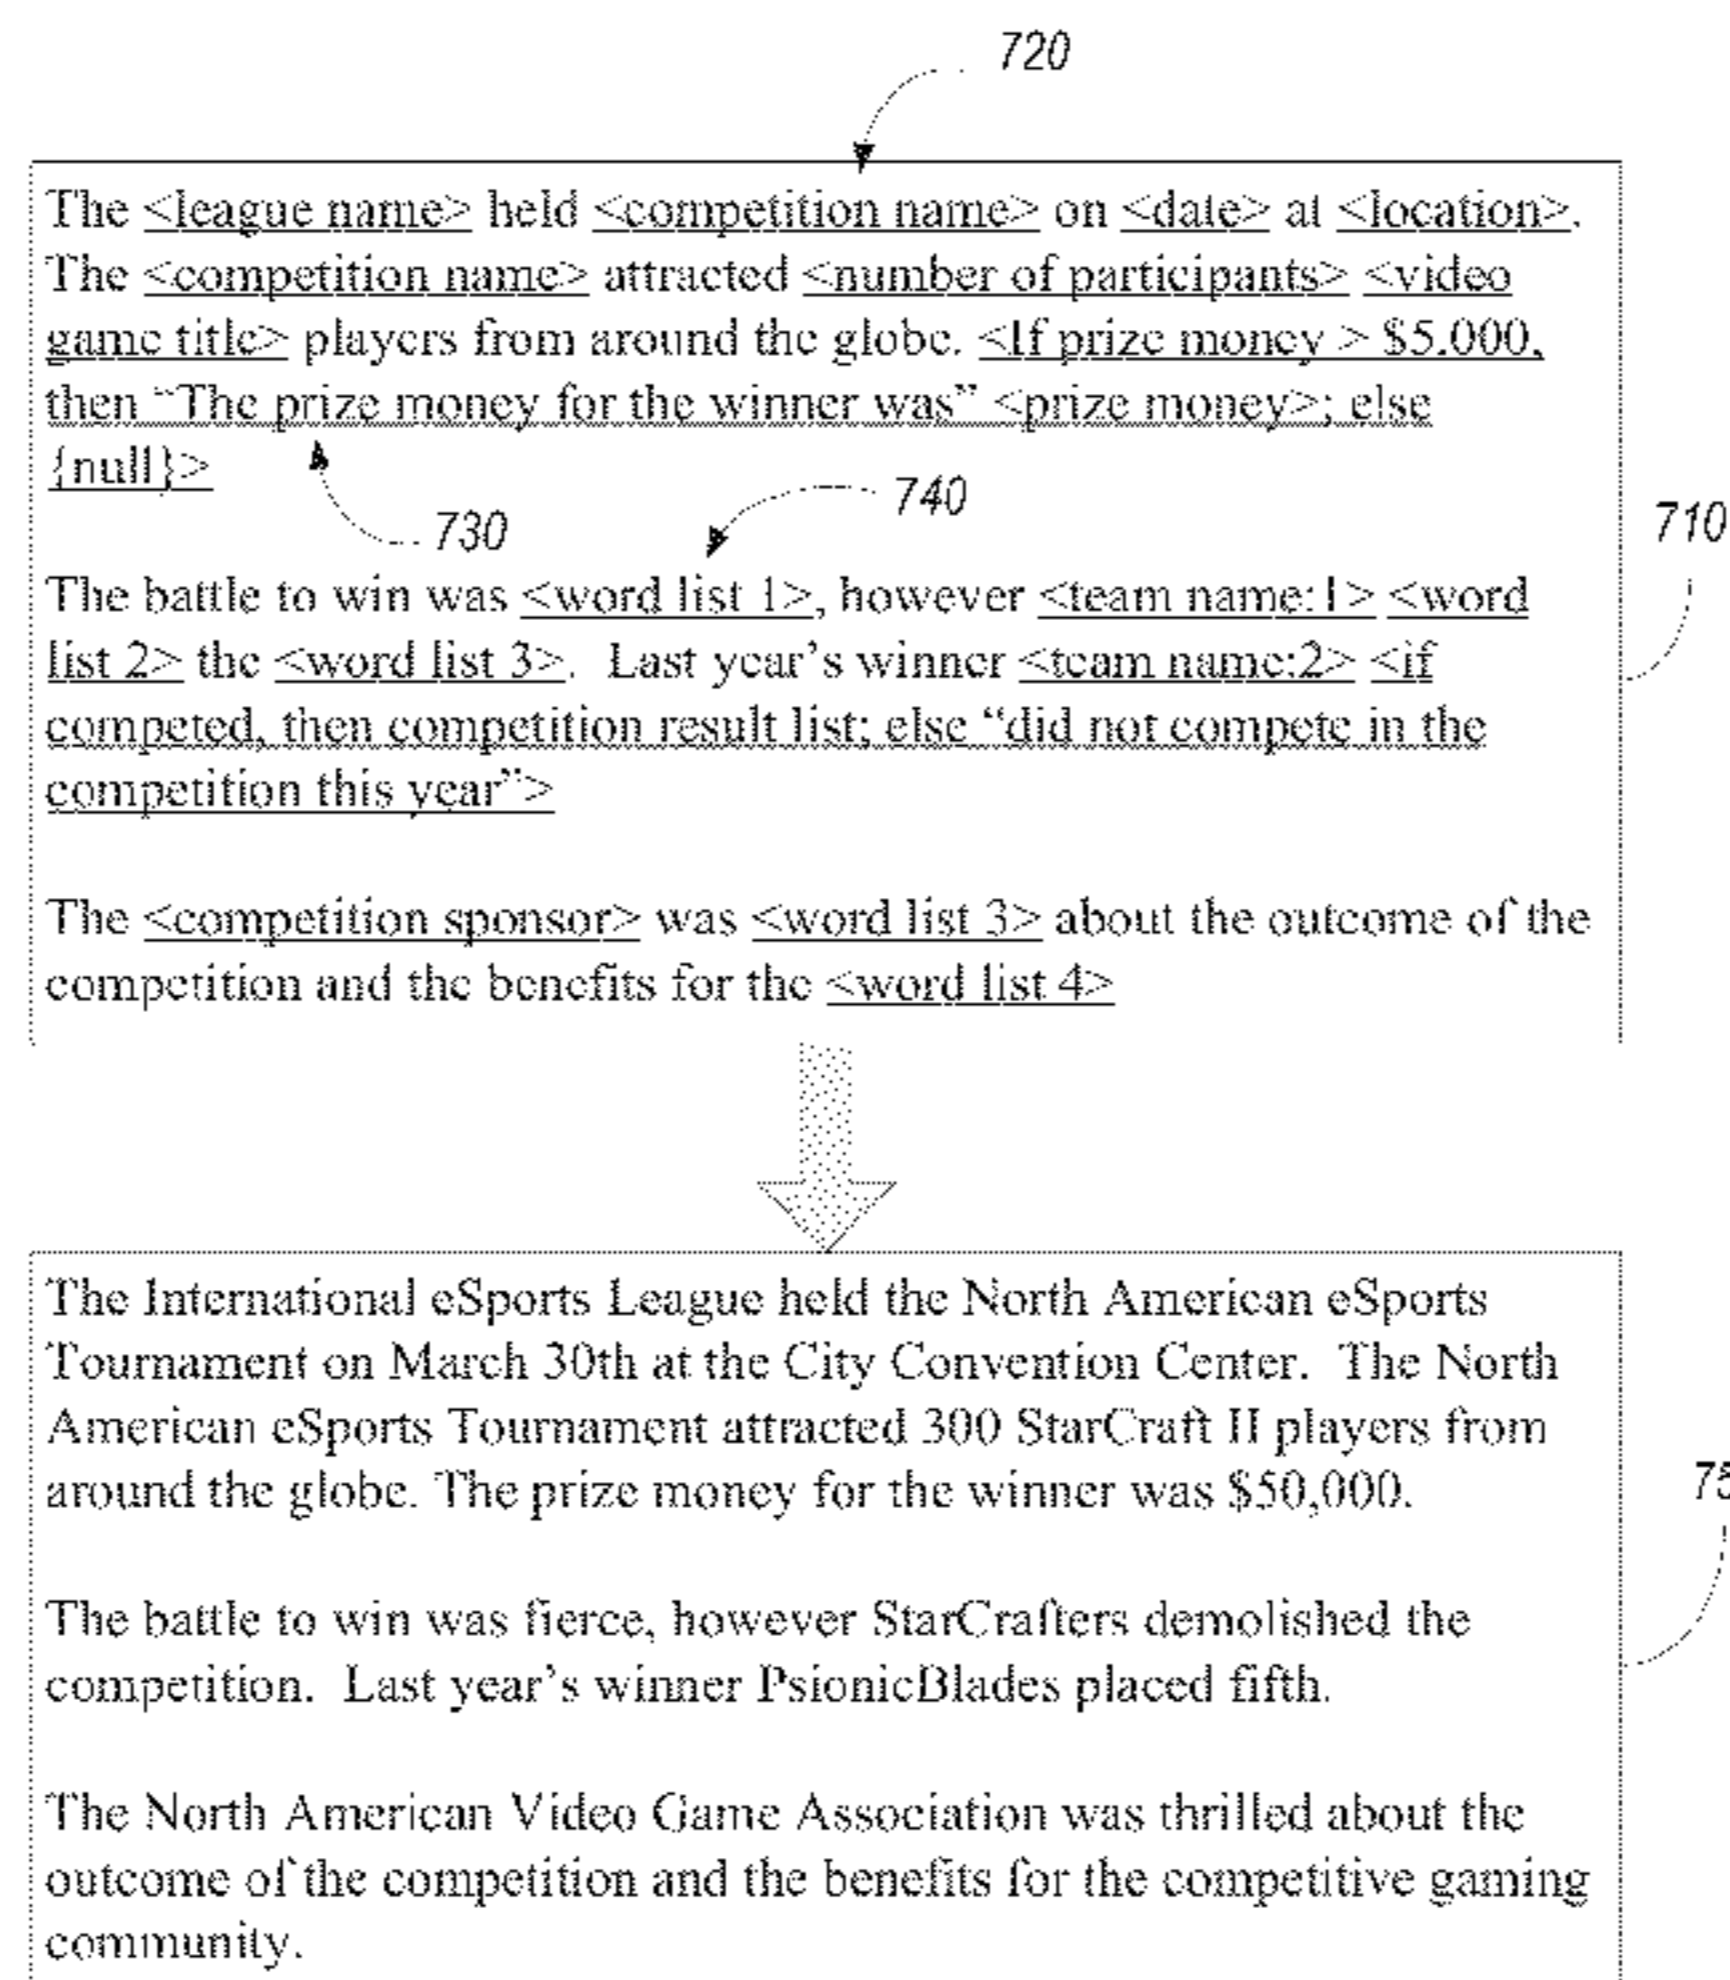 720
The <league name> held <competition name> on <date> at <location>.
The <competition name> attracted <number of participants> <video
game title> players from around the globe. <If prize money > $5,000,
then “The prize money for the winner was” <prize money>; else
{null}>
740
730
710
The battle to win was <word list 1>, however <team name:1> <word
list 2> the <word list 3>. Last year’s winner <team name:2> <if
competed, then competition result list; else “did not compete in the
competition this year”>
The <competition sponsor> was <word list 3> about the outcome of the
competition and the benefits for the <word list 4>
The International eSports League held the North American eSports
Tournament on March 30th at the City Convention Center. The North
American eSports Tournament attracted 300 StarCraft II players from
around the globe. The prize money for the winner was $50,000.
75
The battle to win was fierce, however StarCrafters demolished the
competition. Last year’s winner PsionicBlades placed fifth.
The North American Video Game Association was thrilled about the
outcome of the competition and the benefits for the competitive gaming
community.